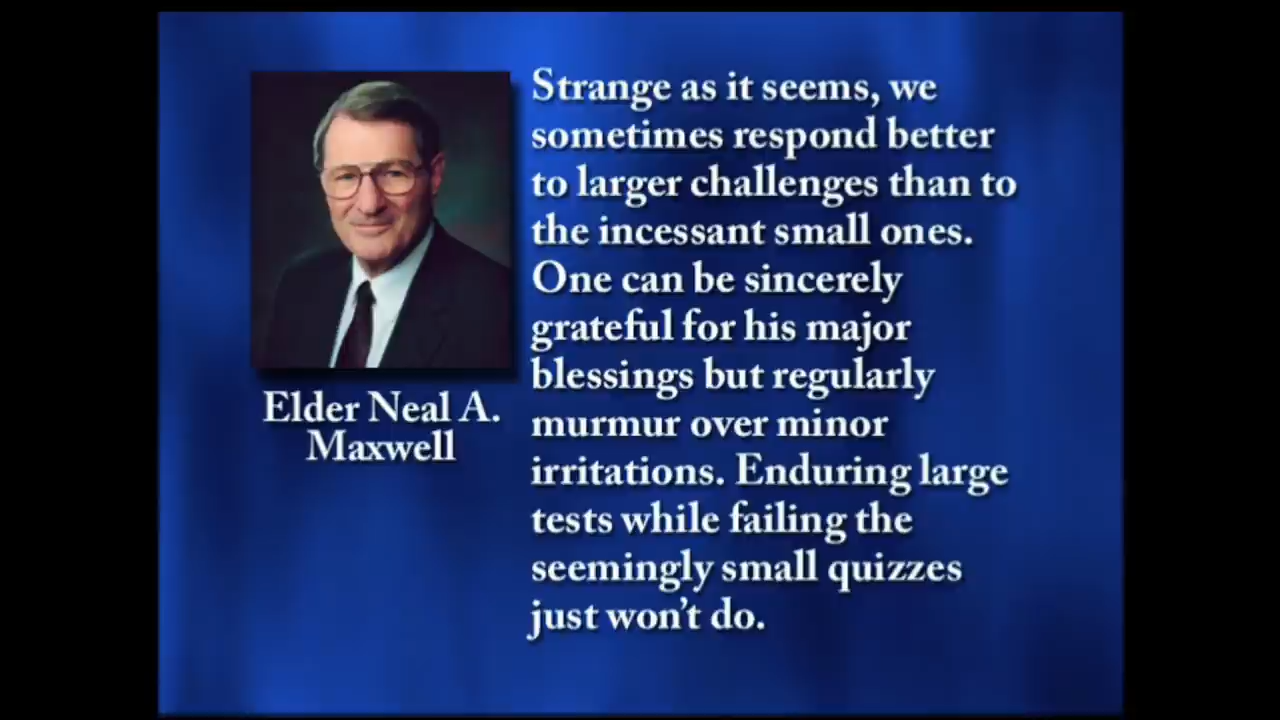 Strange as it seems, we
sometimes respond better
to larger challenges than to
the incessant small ones.
One can be sincerely
grateful for his major
blessings but regularly
murmur over minor
irritations. Enduring large
tests while failing the
seemingly small quizzes
just won't do.
Elder Neal A.
Maxwell